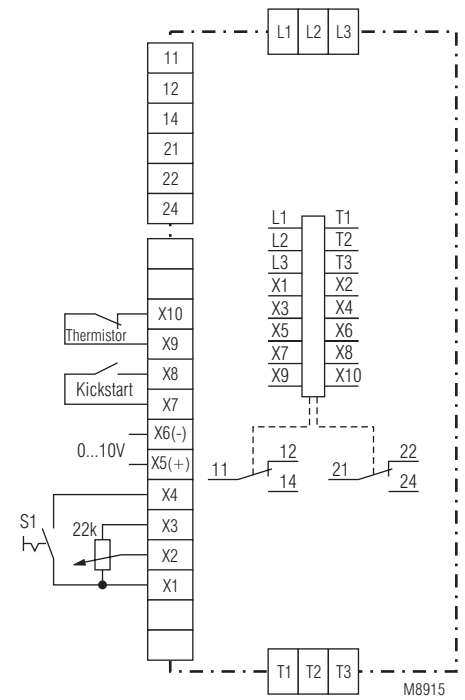 L1 L2 L3
11
12
14
21
22
24
L1 T1
L2 T2
L3 T3
X1 X2
X3 X4
X5 X6
X7 X8
X9 X10
X10
Thermistor
X9
X8
Kickstart
X7
X6(-)
0...10V
X5(+)
12
11
14
22
21
24
X4
S1
22k
X3
X2
X1
T1 T2 T3
M8915